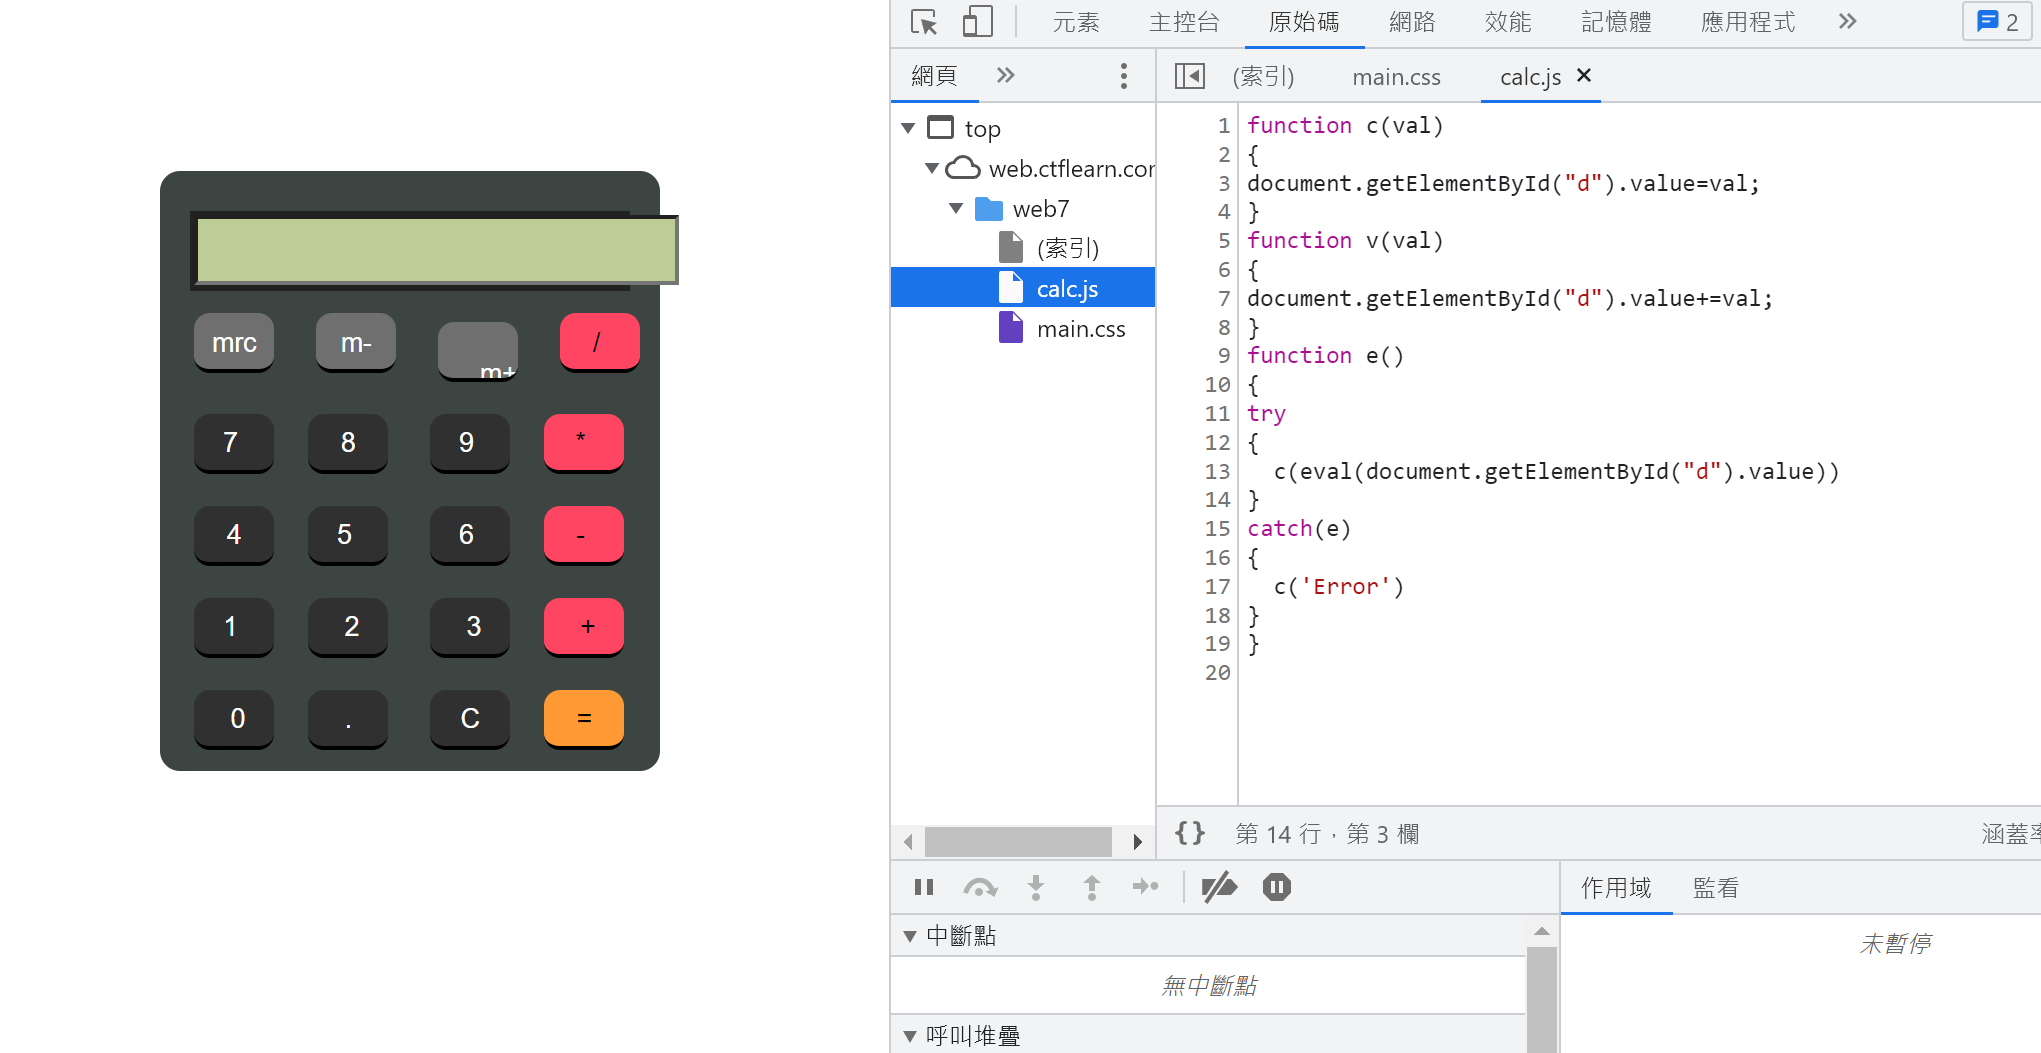 mrc m- m+ /
7 8 9 *
4 5 6 -
1 2 3 +
0 . C =
元素 主控台 原始碼 網路 效能 記憶體 應用程式 2
網頁
top
web.ctflearn.cor
web7
(索引)
calc.js
main.css
(索引) main.css calc.js
1 function c(val)
2 {
3 document.getElementById("d").value=val;
4 }
5 function v(val)
6 {
7 document.getElementById("d").value+=val;
8 }
9 function e()
10 {
11 try
12 {
13   c(eval(document.getElementById("d").value))
14 }
15 catch(e)
16 {
17   c('Error')
18 }
19 }
20
{} 第 14 行，第 3 欄 涵蓋率
中斷點
無中斷點
呼叫堆疊
作用域 監看
未暫停